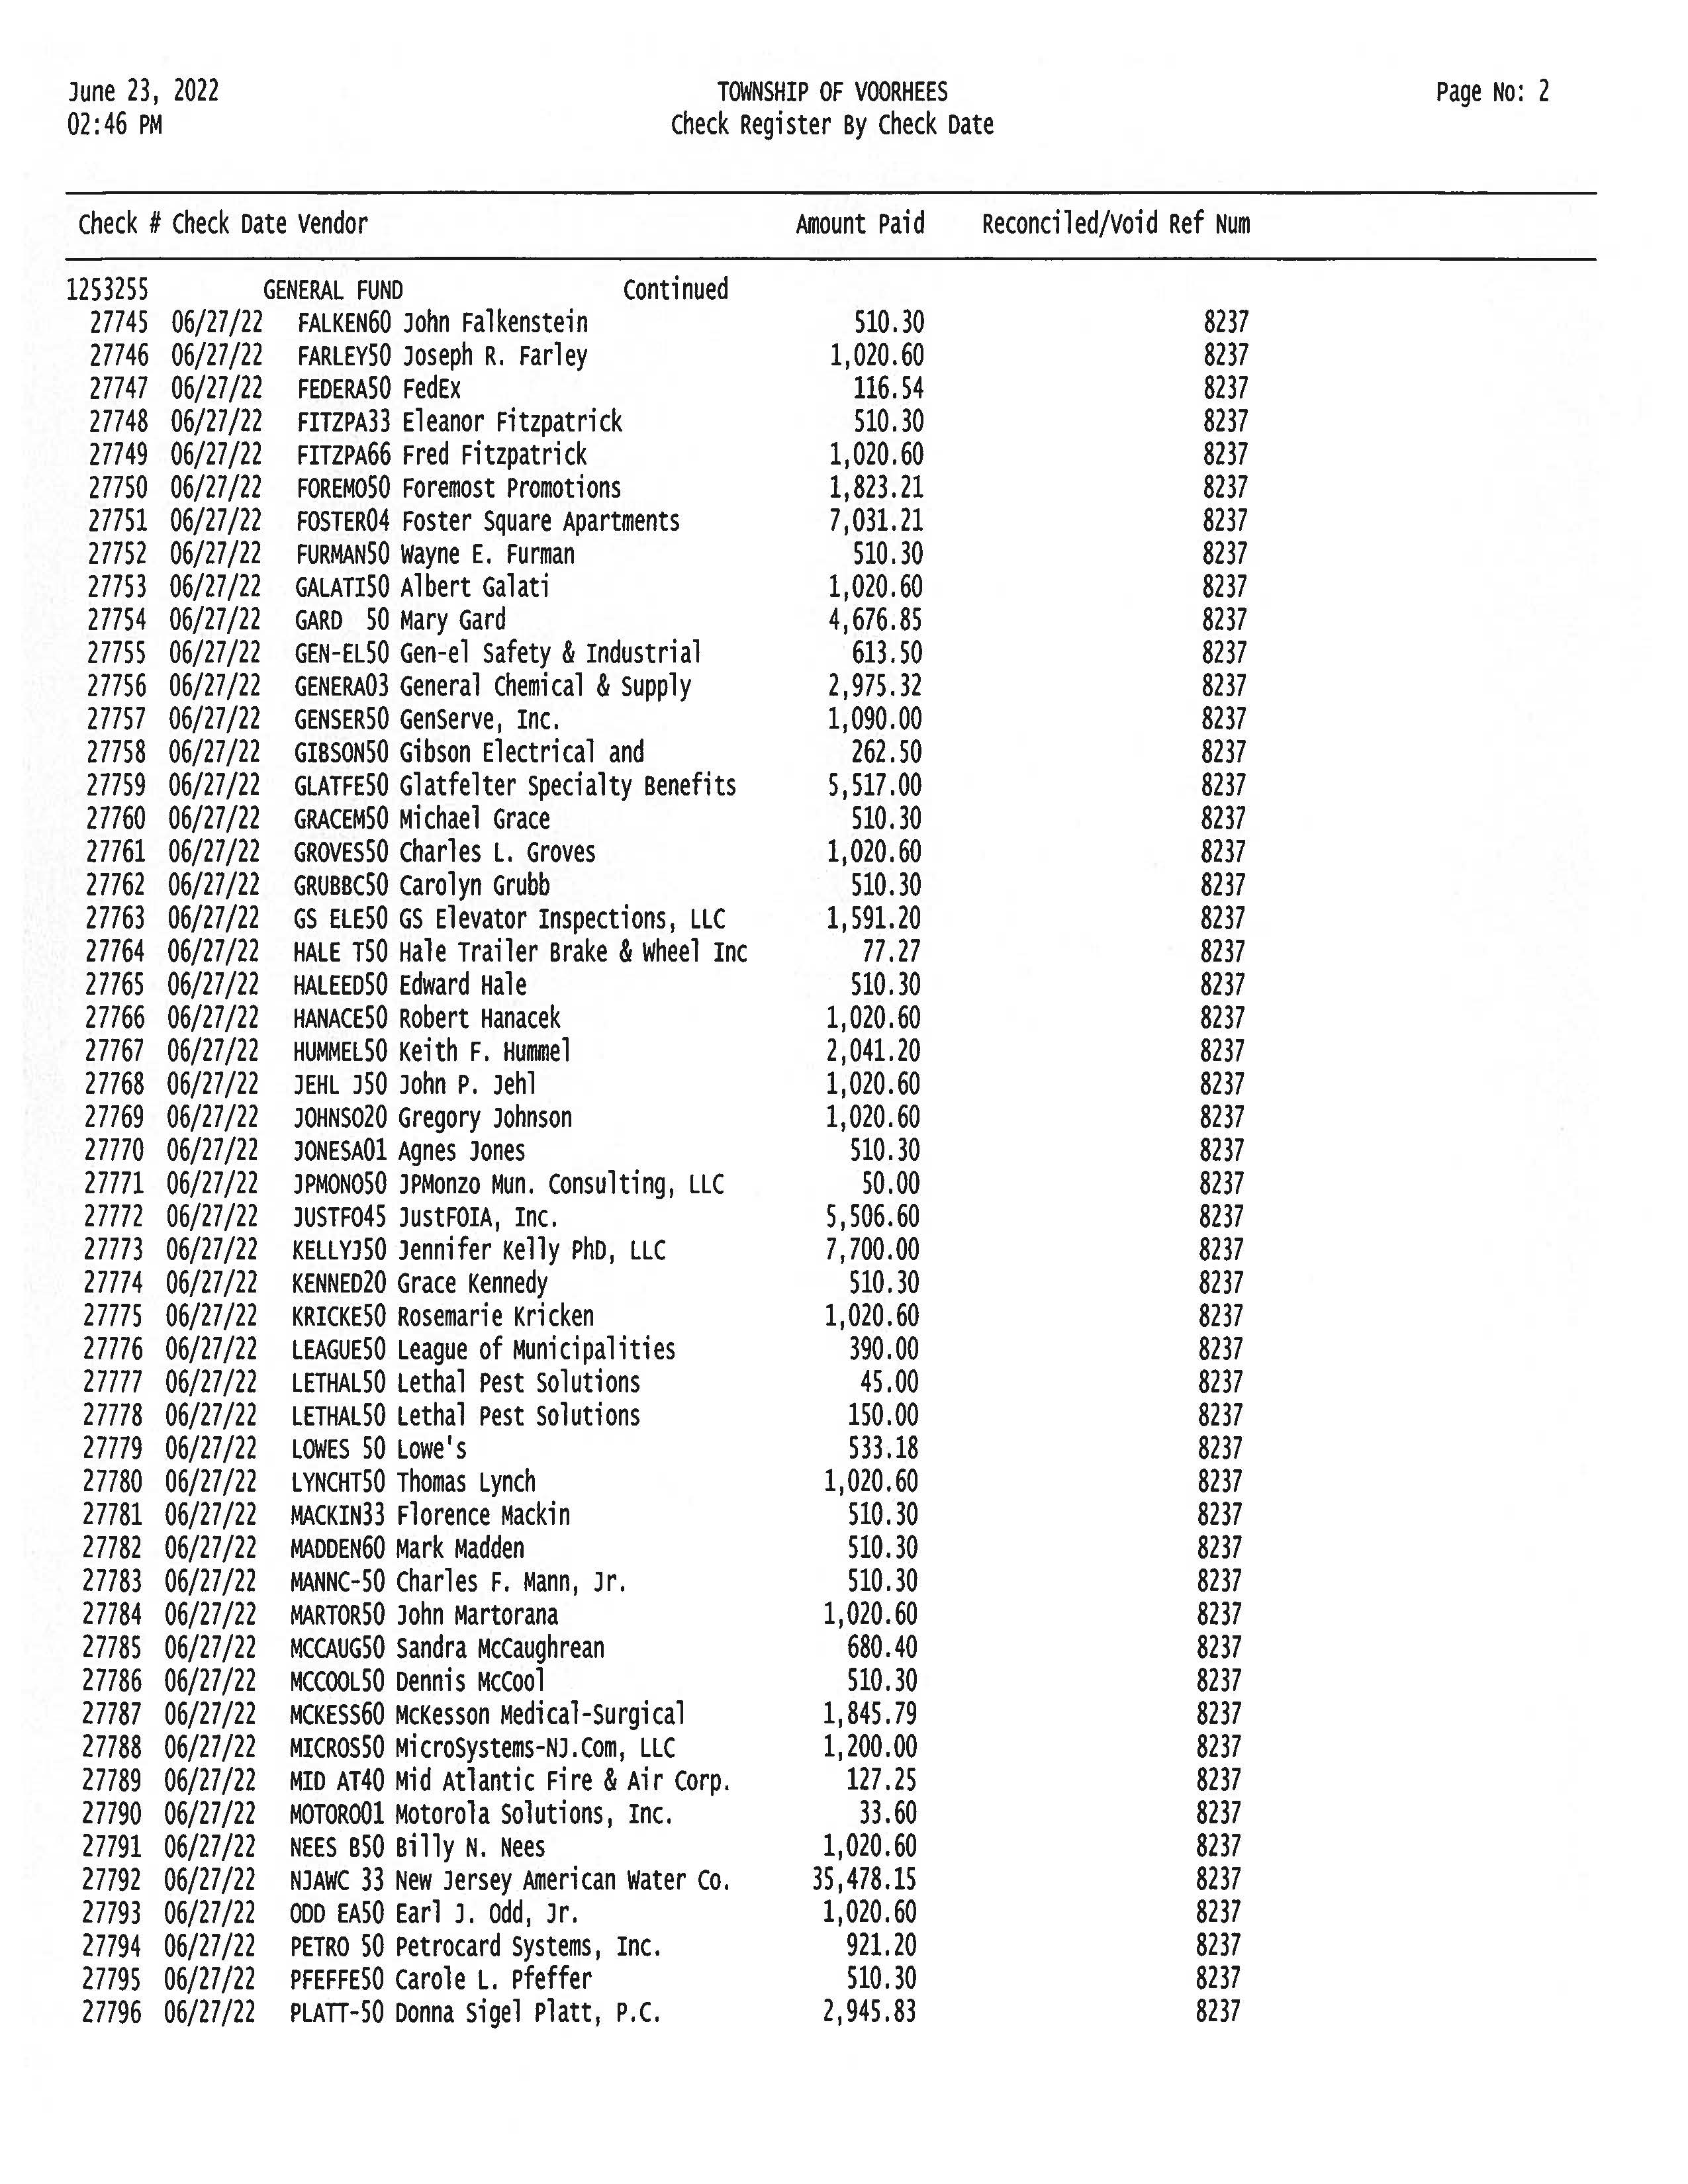 June 23, 2022 TOWNSHIP OF VOORHEES Page No: 2
02:46 PM Check Register By Check Date
Check # Check Date Vendor Amount Paid Reconciled/Void Ref Num
1253255 GENERAL FUND Continued
27745 06/27/22 FALKEN60 John Falkenstein 510.30 8237
27746 06/27/22 FARLEY50 Joseph R. Farley 1,020.60 8237
27747 06/27/22 FEDERA50 FedEx 116.54 8237
27748 06/27/22 FITZPA33 Eleanor Fitzpatrick 510.30 8237
27749 06/27/22 FITZPA66 Fred Fitzpatrick 1,020.60 8237
27750 06/27/22 FOREMO50 Foremost Promotions 1,823.21 8237
27751 06/27/22 FOSTER04 Foster Square Apartments 7,031.21 8237
27752 06/27/22 FURMAN50 Wayne E. Furman 510.30 8237
27753 06/27/22 GALATI50 Albert Galati 1,020.60 8237
27754 06/27/22 GARD 50 Mary Gard 4,676.85 8237
27755 06/27/22 GEN-EL50 Gen-el Safety & Industrial 613.50 8237
27756 06/27/22 GENERA03 General Chemical & Supply 2,975.32 8237
27757 06/27/22 GENSER50 GenServe, Inc. 1,090.00 8237
27758 06/27/22 GIBSON50 Gibson Electrical and 262.50 8237
27759 06/27/22 GLATFE50 Glatfelter Specialty Benefits 5,517.00 8237
27760 06/27/22 GRACEM50 Michael Grace 510.30 8237
27761 06/27/22 GROVES50 Charles L. Groves 1,020.60 8237
27762 06/27/22 GRUBBC50 Carolyn Grubb 510.30 8237
27763 06/27/22 GS ELE50 GS Elevator Inspections, LLC 1,591.20 8237
27764 06/27/22 HALE T50 Hale Trailer Brake & Wheel Inc 77.27 8237
27765 06/27/22 HALEED50 Edward Hale 510.30 8237
27766 06/27/22 HANACE50 Robert Hanacek 1,020.60 8237
27767 06/27/22 HUMMEL50 Keith F. Hummel 2,041.20 8237
27768 06/27/22 JEHL J50 John P. Jehl 1,020.60 8237
27769 06/27/22 JOHNSO20 Gregory Johnson 1,020.60 8237
27770 06/27/22 JONESA01 Agnes Jones 510.30 8237
27771 06/27/22 JPMONO50 JPMonzo Mun. Consulting, LLC 50.00 8237
27772 06/27/22 JUSTFO45 JustFOIA, Inc. 5,506.60 8237
27773 06/27/22 KELLYJ50 Jennifer Kelly PhD, LLC 7,700.00 8237
27774 06/27/22 KENNED20 Grace Kennedy 510.30 8237
27775 06/27/22 KRICKE50 Rosemarie Kricken 1,020.60 8237
27776 06/27/22 LEAGUE50 League of Municipalities 390.00 8237
27777 06/27/22 LETHAL50 Lethal Pest Solutions 45.00 8237
27778 06/27/22 LETHAL50 Lethal Pest Solutions 150.00 8237
27779 06/27/22 LOWES 50 Lowe's 533.18 8237
27780 06/27/22 LYNCHT50 Thomas Lynch 1,020.60 8237
27781 06/27/22 MACKIN33 Florence Mackin 510.30 8237
27782 06/27/22 MADDEN60 Mark Madden 510.30 8237
27783 06/27/22 MANNC-50 Charles F. Mann, Jr. 510.30 8237
27784 06/27/22 MARTOR50 John Martorana 1,020.60 8237
27785 06/27/22 MCCAUG50 Sandra McCaughrean 680.40 8237
27786 06/27/22 MCCOOL50 Dennis McCool 510.30 8237
27787 06/27/22 MCKESS60 McKesson Medical-Surgical 1,845.79 8237
27788 06/27/22 MICROS50 MicroSystems-NJ.Com, LLC 1,200.00 8237
27789 06/27/22 MID AT40 Mid Atlantic Fire & Air Corp. 127.25 8237
27790 06/27/22 MOTORO01 Motorola Solutions, Inc. 33.60 8237
27791 06/27/22 NEES B50 Billy N. Nees 1,020.60 8237
27792 06/27/22 NJAWC 33 New Jersey American Water Co. 35,478.15 8237
27793 06/27/22 ODD EA50 Earl J. Odd, Jr. 1,020.60 8237
27794 06/27/22 PETRO 50 Petrocard Systems, Inc. 921.20 8237
27795 06/27/22 PFEFFE50 Carole L. Pfeffer 510.30 8237
27796 06/27/22 PLATT-50 Donna Sigel Platt, P.C. 2,945.83 8237